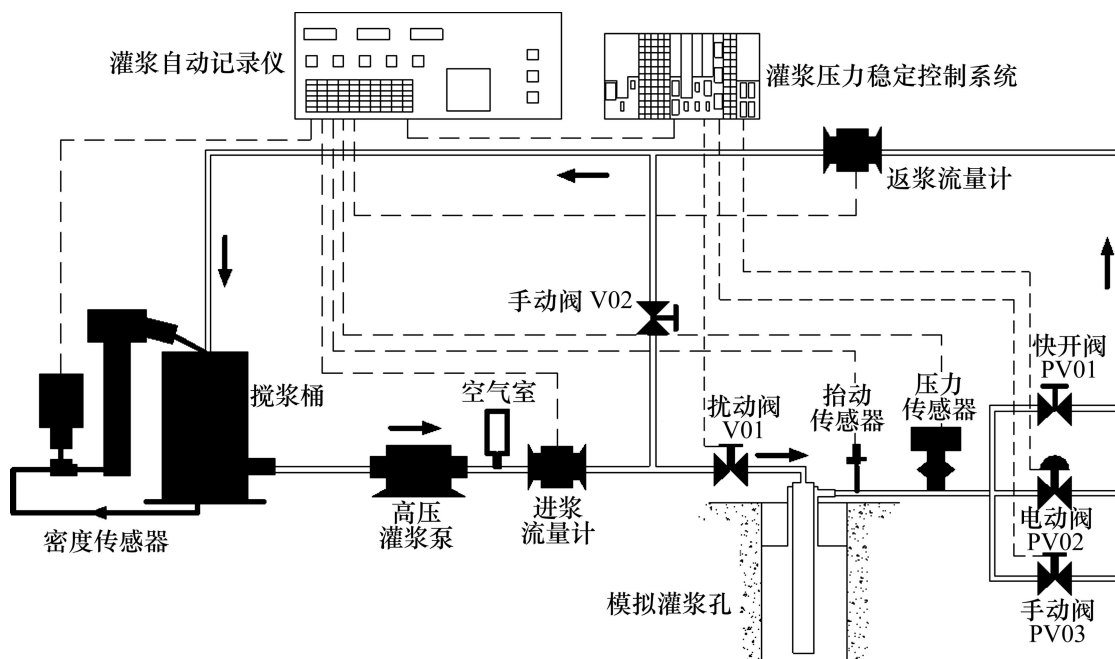 灌浆自动记录仪
灌浆压力稳定控制系统
返浆流量计
手动阀 V02
快开阀
PV01
搅浆桶
空气室
扰动阀
V01
抬动
传感器
压力
传感器
密度传感器
高压
灌浆泵
进浆
流量计
电动阀
PV02
模拟灌浆孔
手动阀
PV03